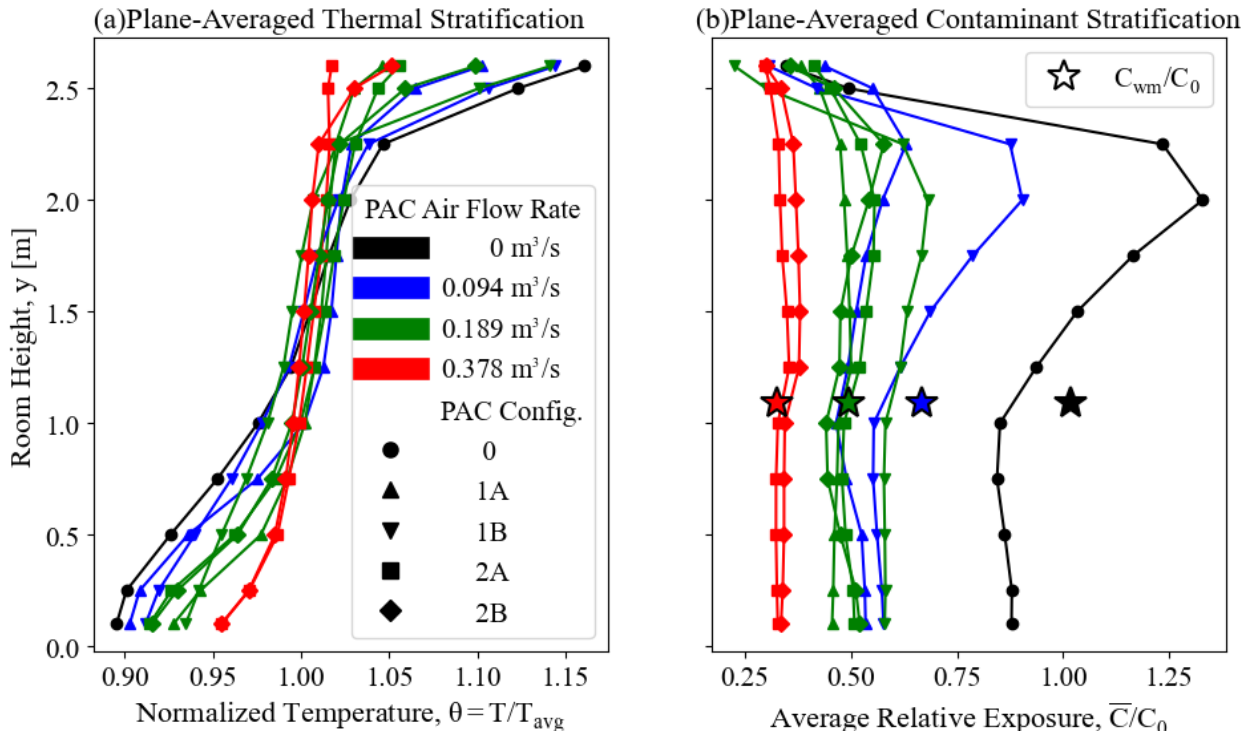 (a)Plane-Averaged Thermal Stratification
Room Height, y [m]
2.5
2.0
1.5
1.0
0.5
0.0
0.90
0.95
1.00
1.05
1.10
1.15
Normalized Temperature, θ = T/T_avg
PAC Air Flow Rate
0 m³/s
0.094 m³/s
0.189 m³/s
0.378 m³/s
PAC Config.
0
1A
1B
2A
2B
(b)Plane-Averaged Contaminant Stratification
C_wm/C_0
0.25
0.50
0.75
1.00
1.25
Average Relative Exposure, C̅/C_0